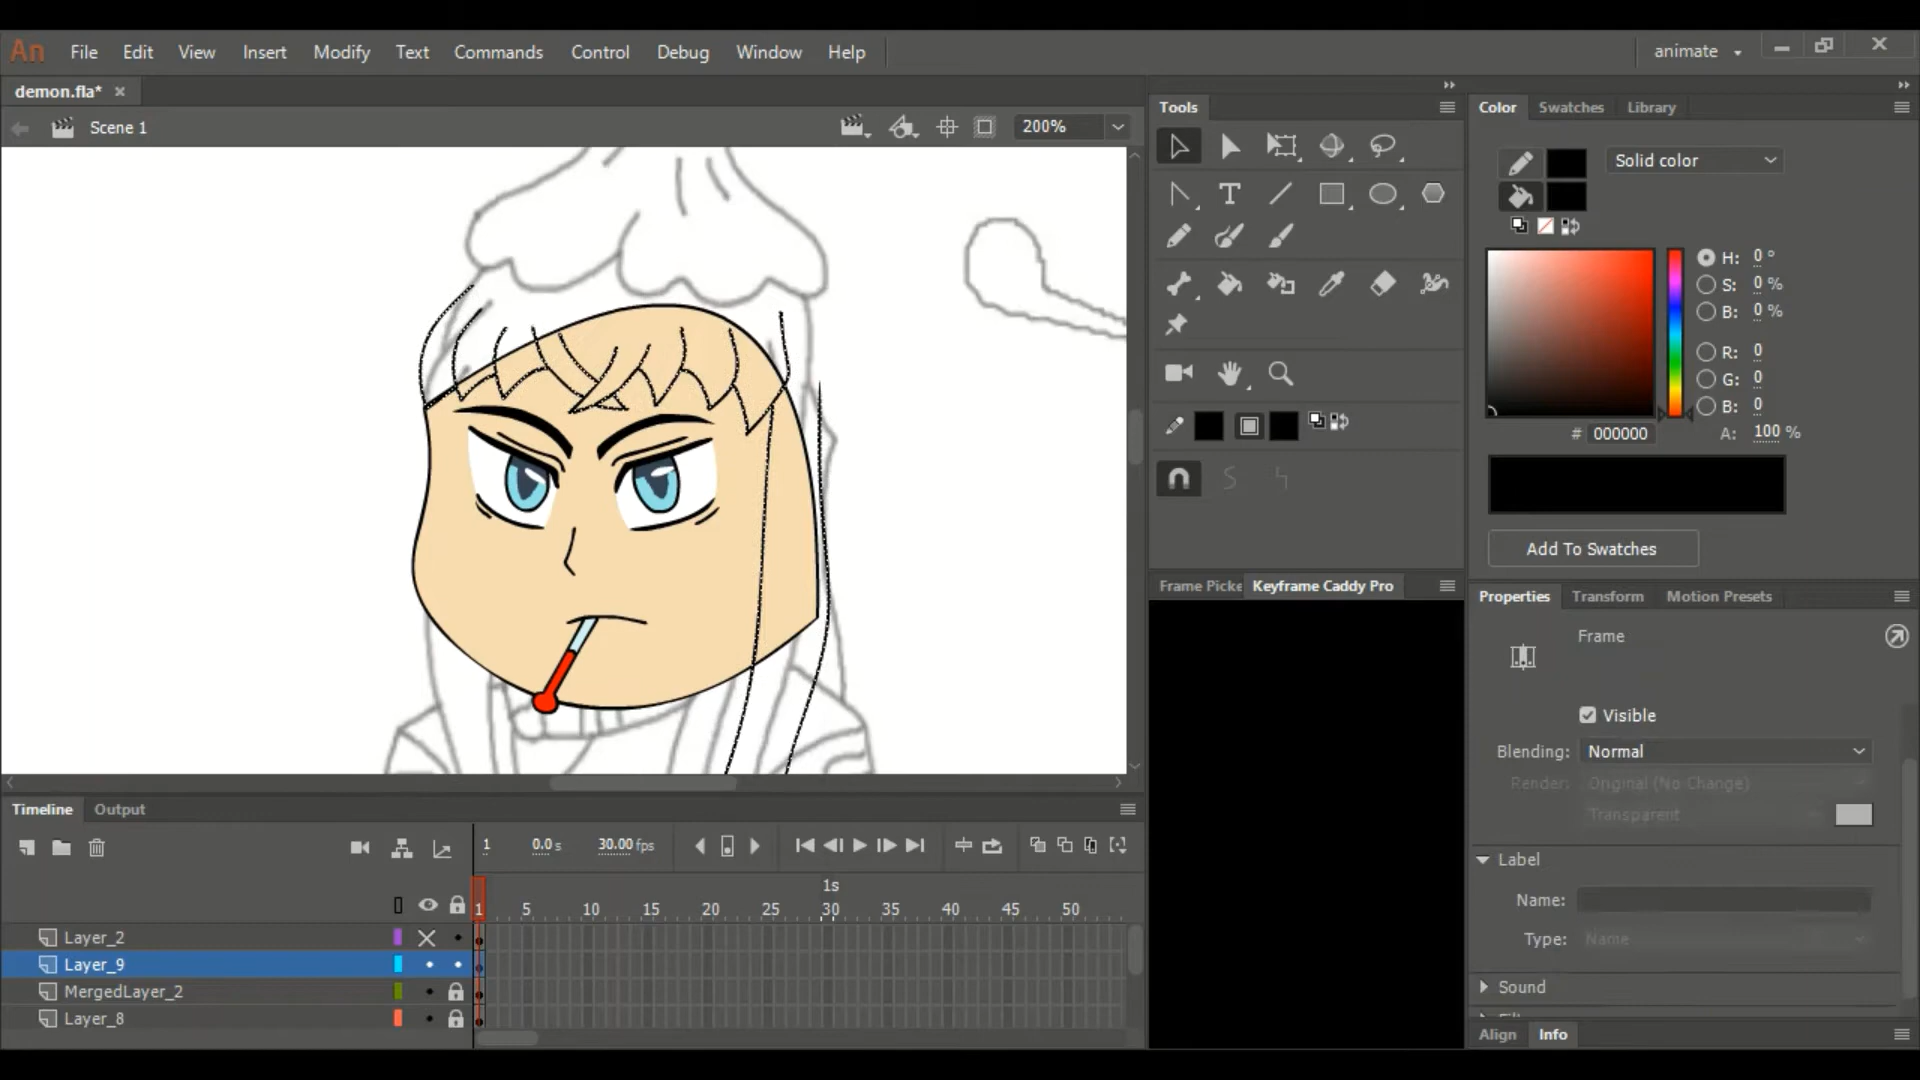 An File Edit View Insert Modify Text Commands Control Debug Window Help animate
demon.fla*
Scene 1 200%
Tools
Color Swatches Library
Solid color
H: 0 °
S: 0 %
B: 0 %
R: 0
G: 0
B: 0
# 000000 A: 100 %
Add To Swatches
Frame Picke Keyframe Caddy Pro
Properties Transform Motion Presets
Frame
Visible
Blending: Normal
Render: Original (No Change)
Transparent
Label
Name:
Type: Name
Sound
Align Info
Timeline Output
1 0.0 s 30.00 fps
1s
1 5 10 15 20 25 30 35 40 45 50
Layer_2
Layer_9
MergedLayer_2
Layer_8